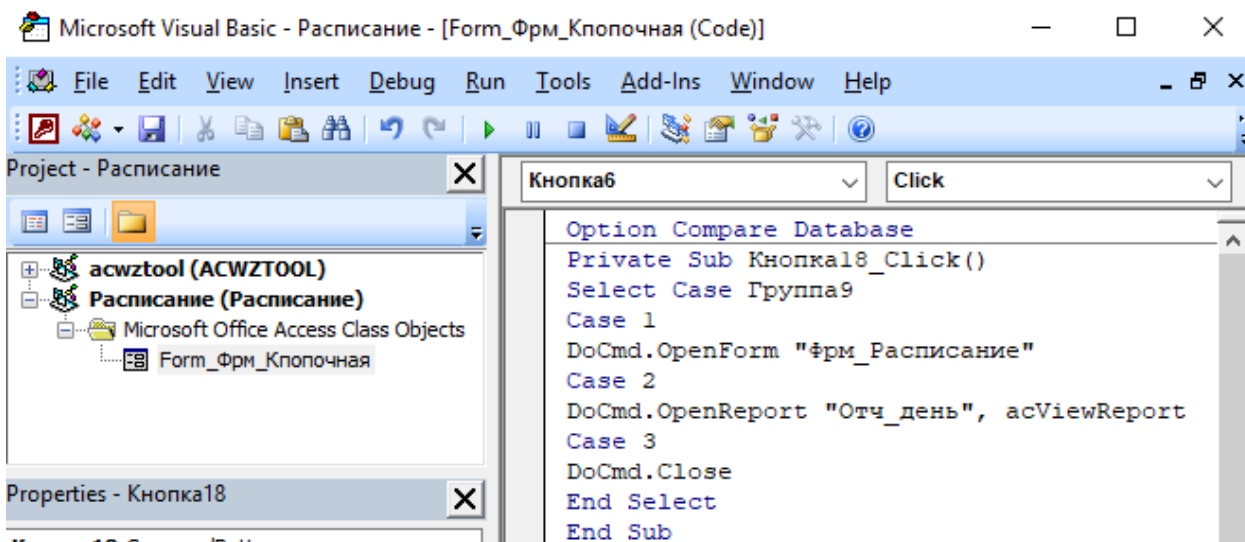 Microsoft Visual Basic - Расписание - [Form_Фрм_Кпопочная (Code)]
File Edit View Insert Debug Run Tools Add-Ins Window Help
Project - Расписание
Кнопка6 Click
acwztool (ACWZTOOL)
Расписание (Расписание)
Microsoft Office Access Class Objects
Form_Фрм_Кпопочная
Option Compare Database
Private Sub Кнопка18_Click()
Select Case Группа9
Case 1
DoCmd.OpenForm "Фрм_Расписание"
Case 2
DoCmd.OpenReport "Отч_день", acViewReport
Case 3
DoCmd.Close
End Select
End Sub
Properties - Кнопка18